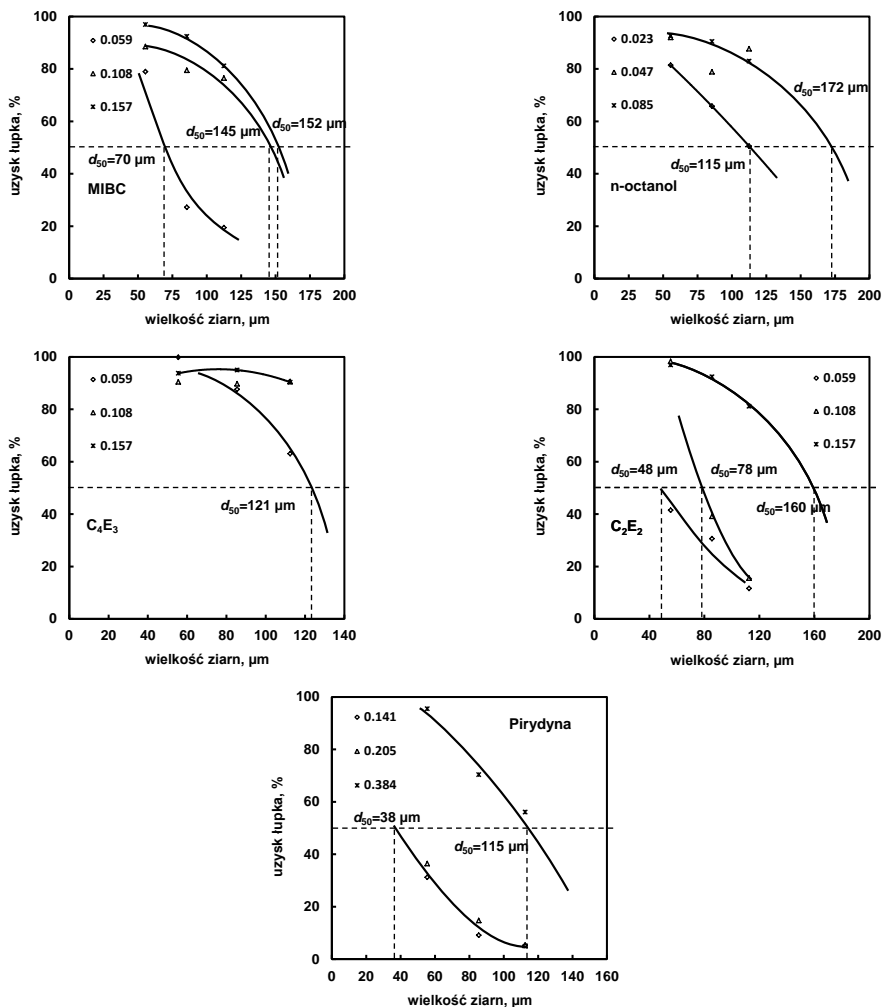 100
80
60
40
20
0
uzysk łupka, %
0.059
0.108
0.157
d50=152 µm
d50=145 µm
d50=70 µm
MIBC
0 25 50 75 100 125 150 175 200
wielkość ziarn, µm
100
80
60
40
20
0
uzysk łupka, %
0.023
0.047
0.085
d50=172 µm
d50=115 µm
n-octanol
0 25 50 75 100 125 150 175 200
wielkość ziarn, µm
100
80
60
40
20
0
uzysk łupka, %
0.059
0.108
0.157
d50=121 µm
C4E3
0 20 40 60 80 100 120 140
wielkość ziarn, µm
100
80
60
40
20
0
uzysk łupka, %
0.059
0.108
0.157
d50=48 µm
d50=78 µm
d50=160 µm
C2E2
0 40 80 120 160 200
wielkość ziarn, µm
100
80
60
40
20
0
uzysk łupka, %
0.141
0.205
0.384
Pirydyna
d50=38 µm
d50=115 µm
0 20 40 60 80 100 120 140 160
wielkość ziarn, µm